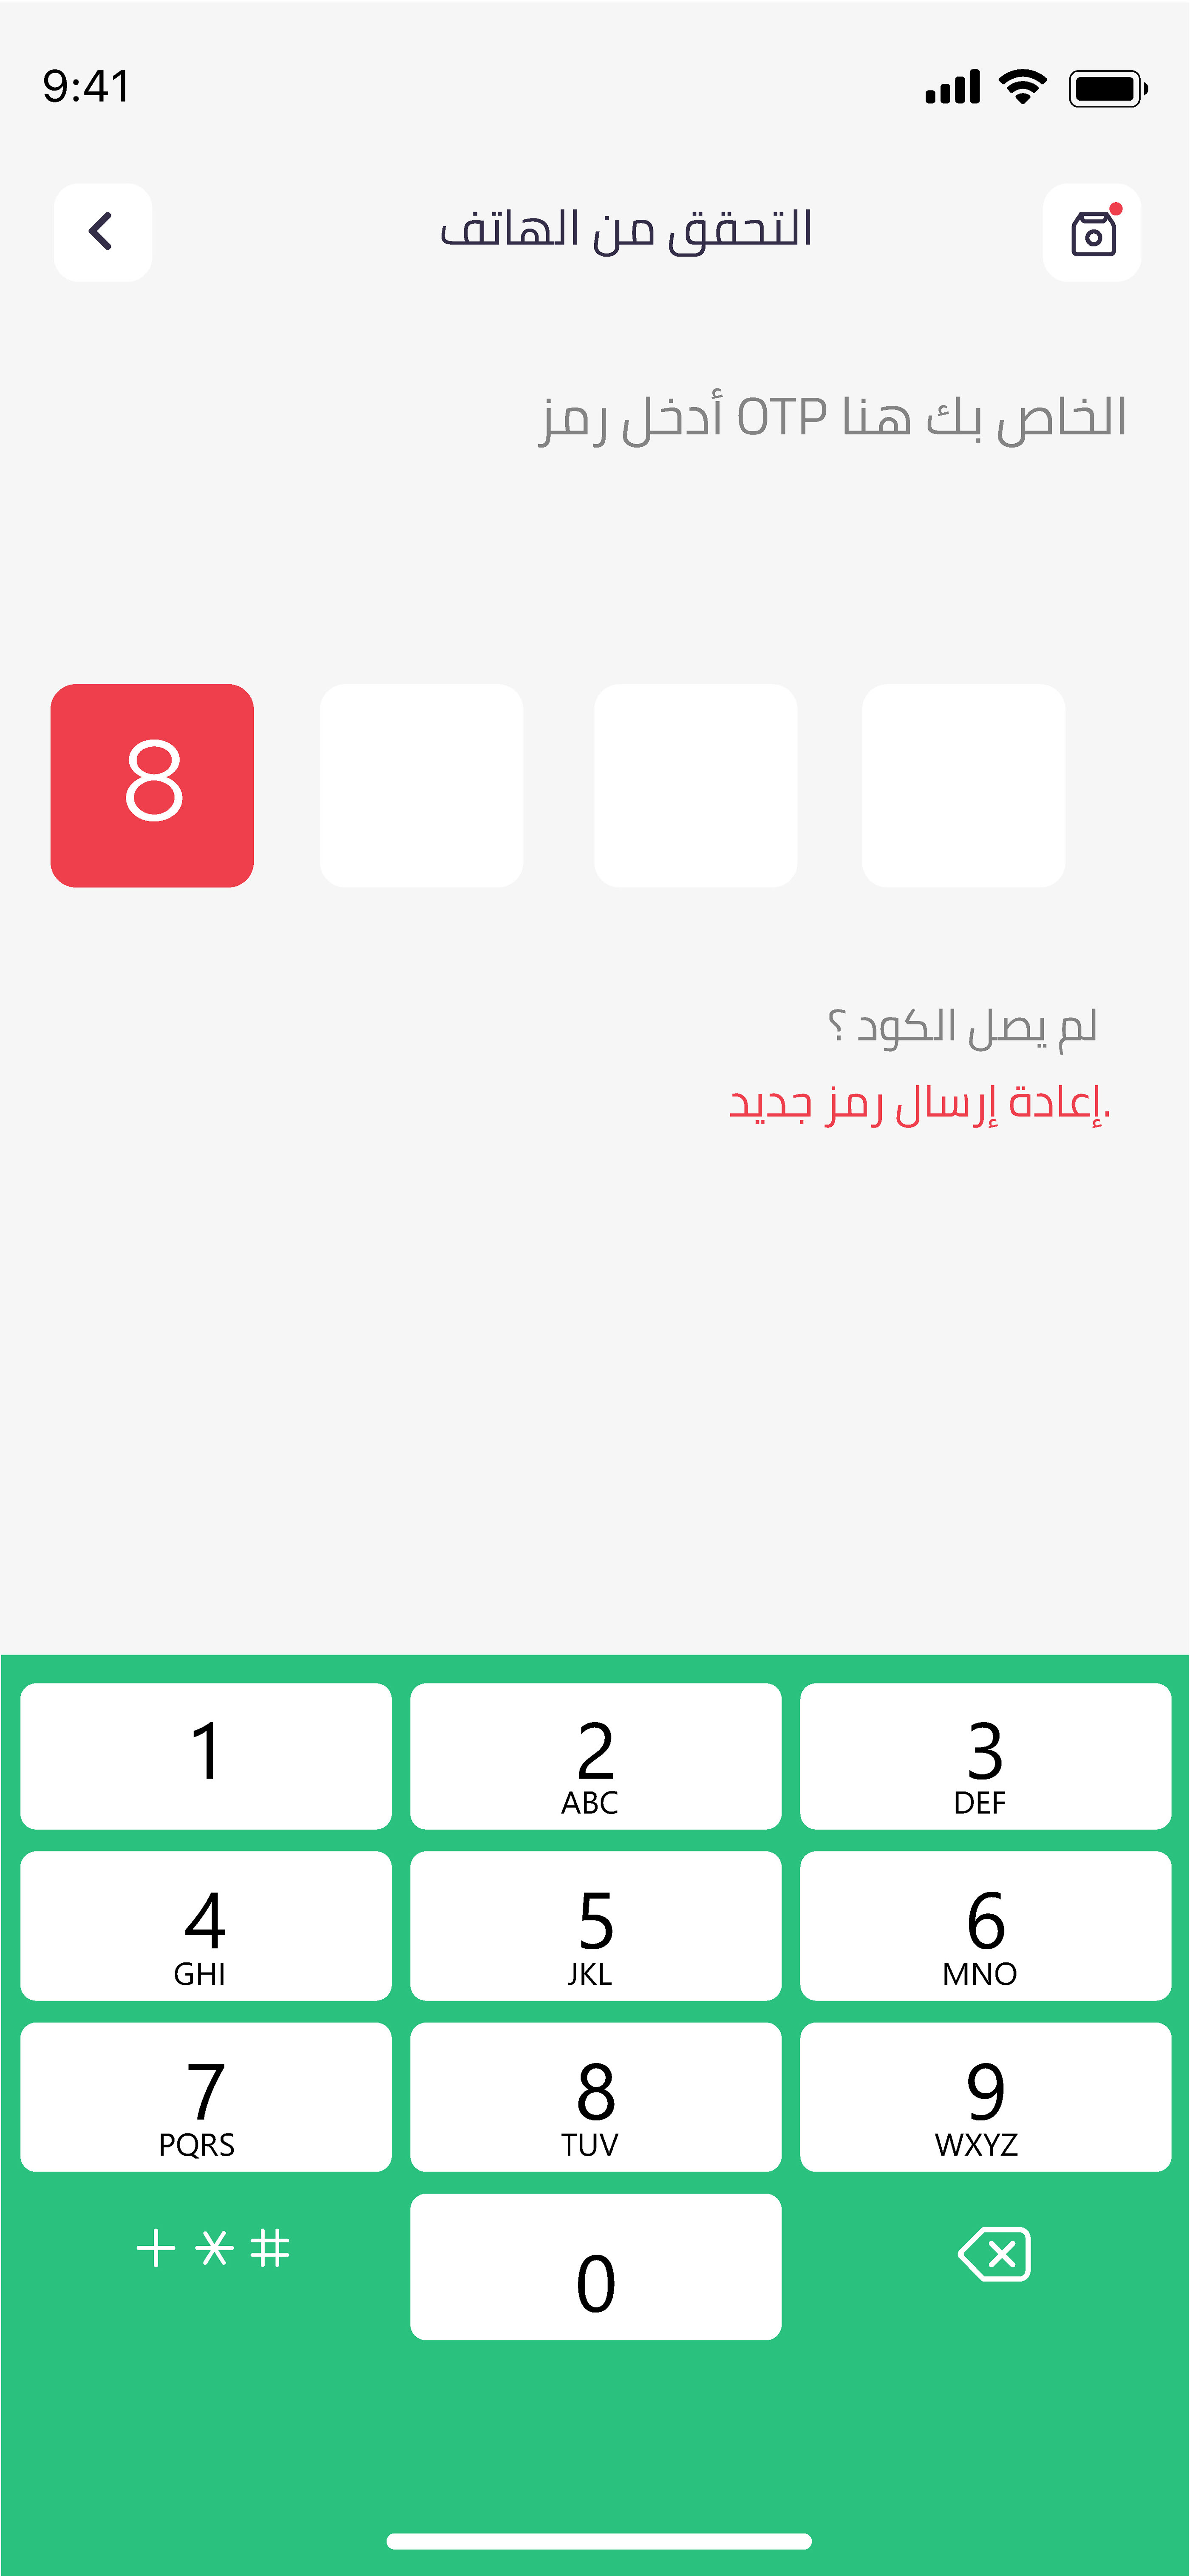 9:41
التحقق من الهاتف
الخاص بك هنا OTP أدخل رمز
8
لم يصل الكود ؟
.إعادة إرسال رمز جديد
1
2
ABC
3
DEF
4
GHI
5
JKL
6
MNO
7
PQRS
8
TUV
9
WXYZ
+ * #
0